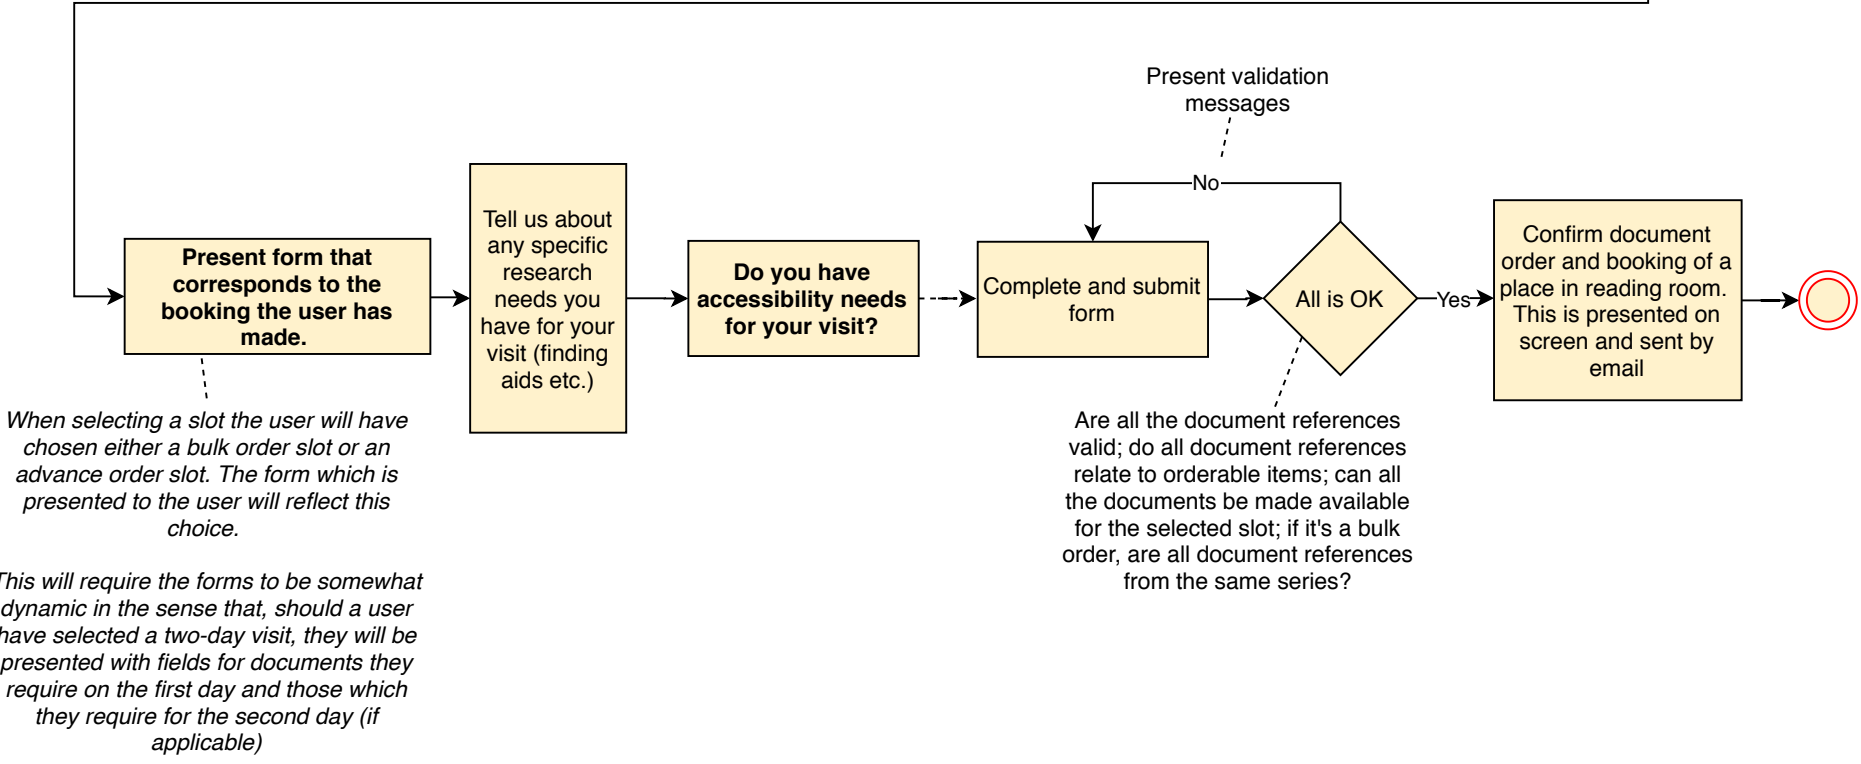 Present validation
messages
No
Present form that
corresponds to the
booking the user has
made.
Tell us about
any specific
research
needs you
have for your
visit (finding
aids etc.)
Do you have
accessibility needs
for your visit?
Complete and submit
form
All is OK
Yes
Confirm document
order and booking of a
place in reading room.
This is presented on
screen and sent by
email
When selecting a slot the user will have
chosen either a bulk order slot or an
advance order slot. The form which is
presented to the user will reflect this
choice.
This will require the forms to be somewhat
dynamic in the sense that, should a user
have selected a two-day visit, they will be
presented with fields for documents they
require on the first day and those which
they require for the second day (if
applicable)
Are all the document references
valid; do all document references
relate to orderable items; can all
the documents be made available
for the selected slot; if it's a bulk
order, are all document references
from the same series?